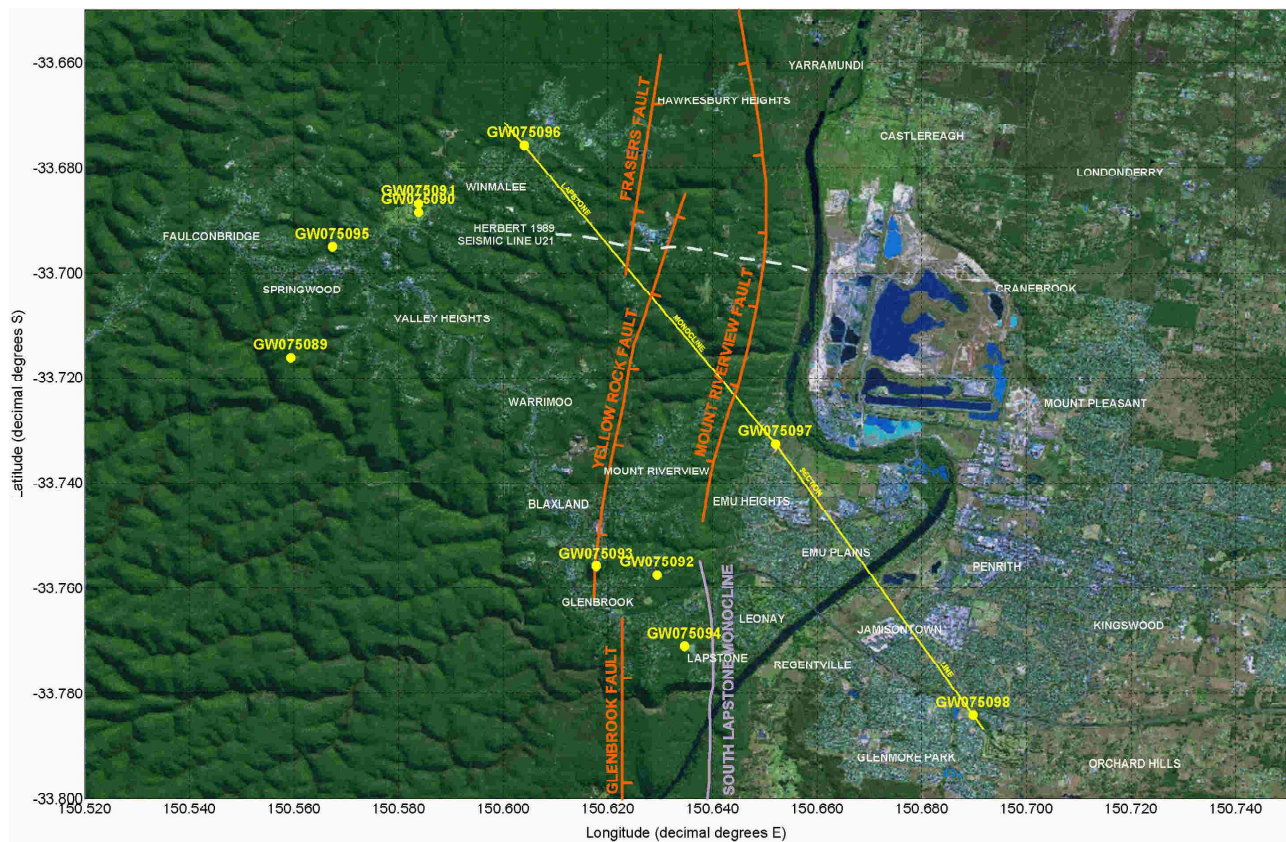 YARRAMUNDI
-33.660
HAWKESBURY HEIGHTS
FRASERS FAULT
GW075096
CASTLEREAGH
-33.680
LONDONDERRY
WINMALEE
LAPSTONE
GW075091
GW075090
HERBERT 1989
SEISMIC LINE U21
FAULCONBRIDGE
GW075095
-33.700
SPRINGWOOD
CRANEBROOK
VALLEY HEIGHTS
MONOCLINE
MOUNT RIVERVIEW FAULT
GW075089
-33.720
YELLOW ROCK FAULT
WARRIMOO
MOUNT PLEASANT
GW075097
-33.740
MOUNT RIVERVIEW
SECTION
BLAXLAND
EMU HEIGHTS
EMU PLAINS
GW075093
GW075092
PENRITH
-33.760
GLENBROOK
LEONAY
JAMISONTOWN
KINGSWOOD
GW075094
LAPSTONE
REGENTVILLE
LINE
-33.780
GLENBROOK FAULT
SOUTH LAPSTONE MONOCLINE
GW075098
GLENMORE PARK
ORCHARD HILLS
-33.800
150.520 150.540 150.560 150.580 150.600 150.620 150.640 150.660 150.680 150.700 150.720 150.740
Longitude (decimal degrees E)
(decimal degrees S)